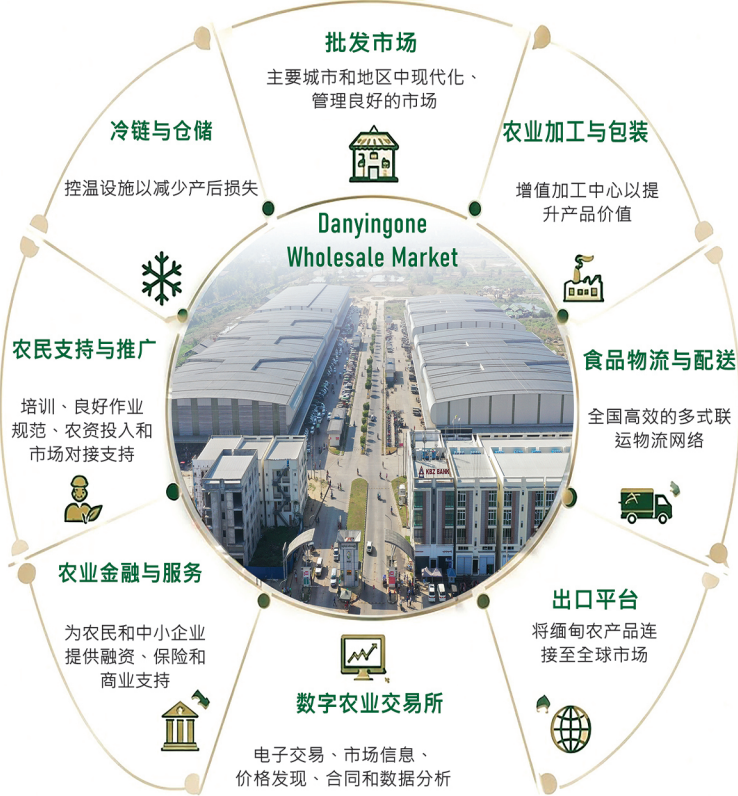 批发市场
主要城市和地区中现代化、
管理良好的市场
农业加工与包装
增值加工中心以提
升产品价值
食品物流与配送
全国高效的多式联
运物流网络
出口平台
将缅甸农产品连
接至全球市场
数字农业交易所
电子交易、市场信息、
价格发现、合同和数据分析
农业金融与服务
为农民和中小企业
提供融资、保险和
商业支持
农民支持与推广
培训、良好作业
规范、农资投入和
市场对接支持
冷链与仓储
控温设施以减少产后损失
Danyingone
Wholesale Market
KBZ BANK